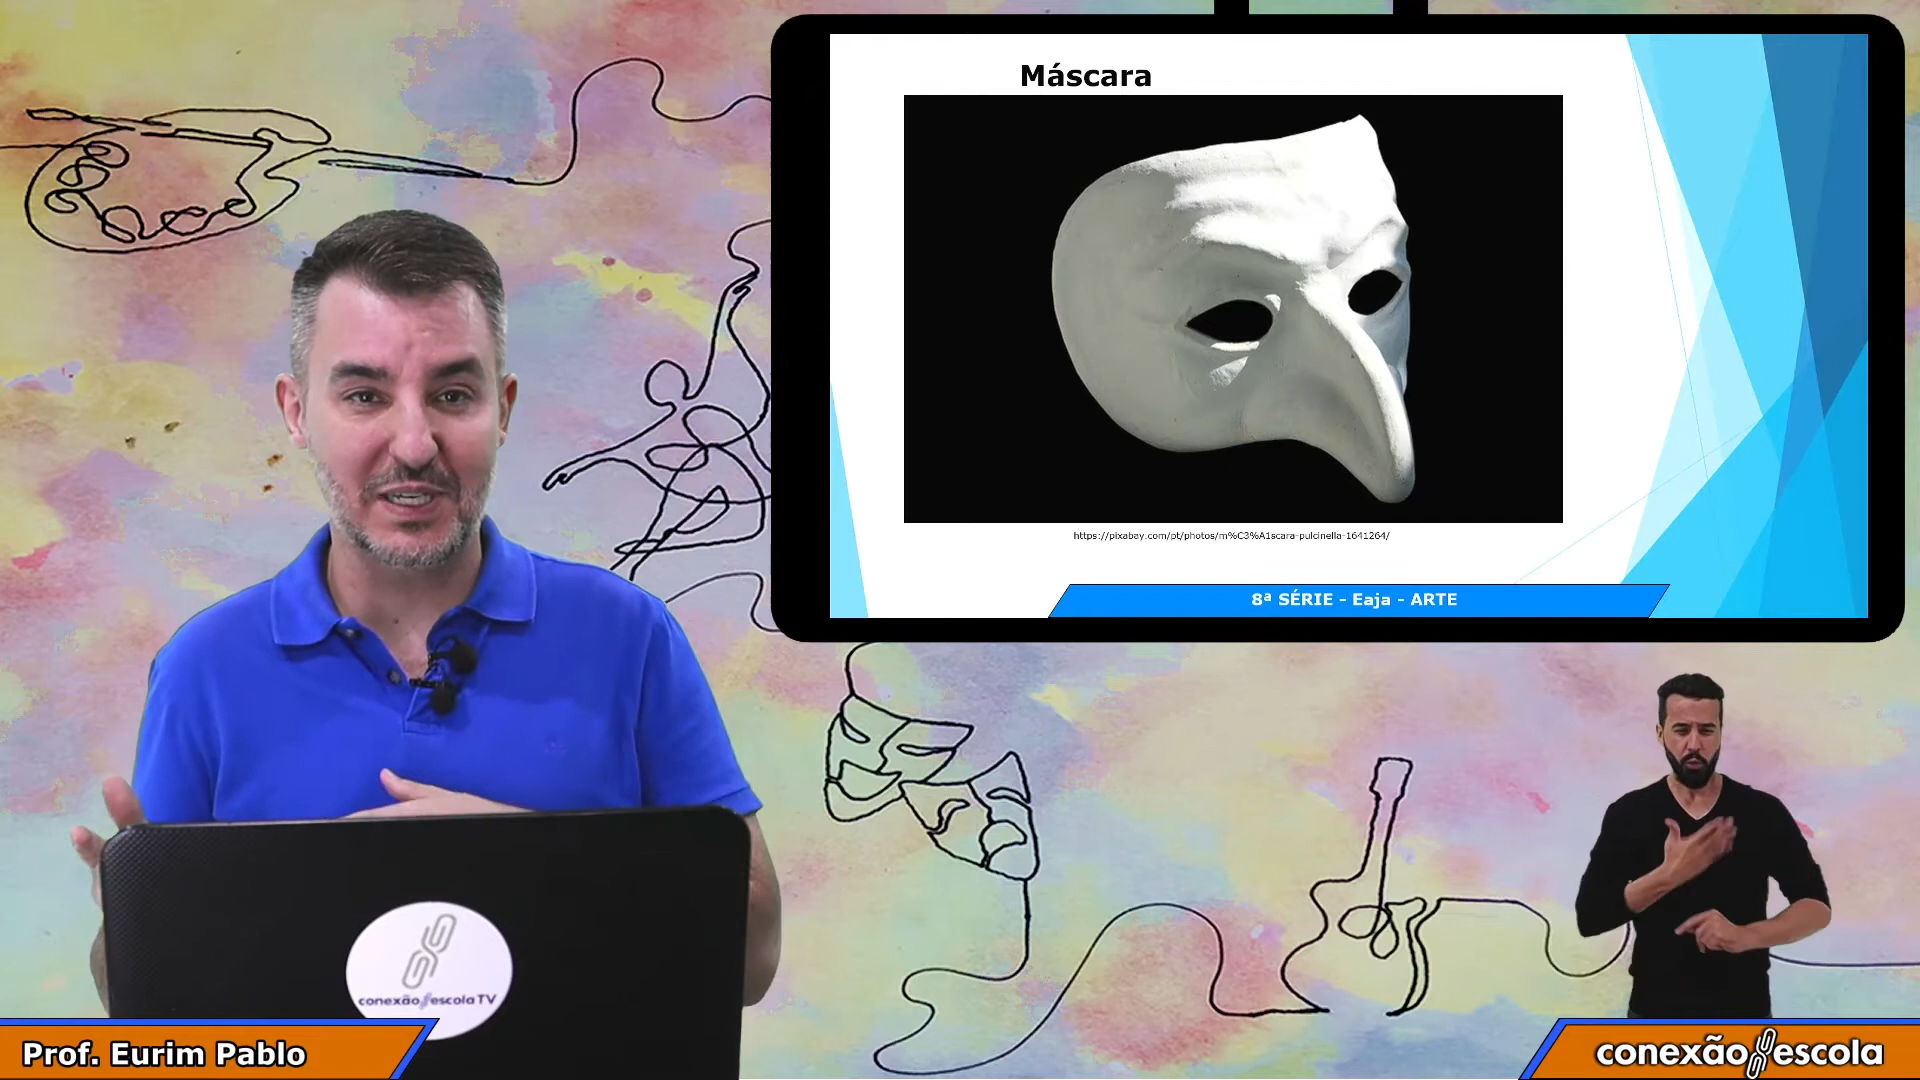 Máscara
https://pixabay.com/pt/photos/m%C3%A1scara-pulcinella-1641264/
8ª SÉRIE - Eaja - ARTE
conexão escola TV
Prof. Eurim Pablo
conexão escola